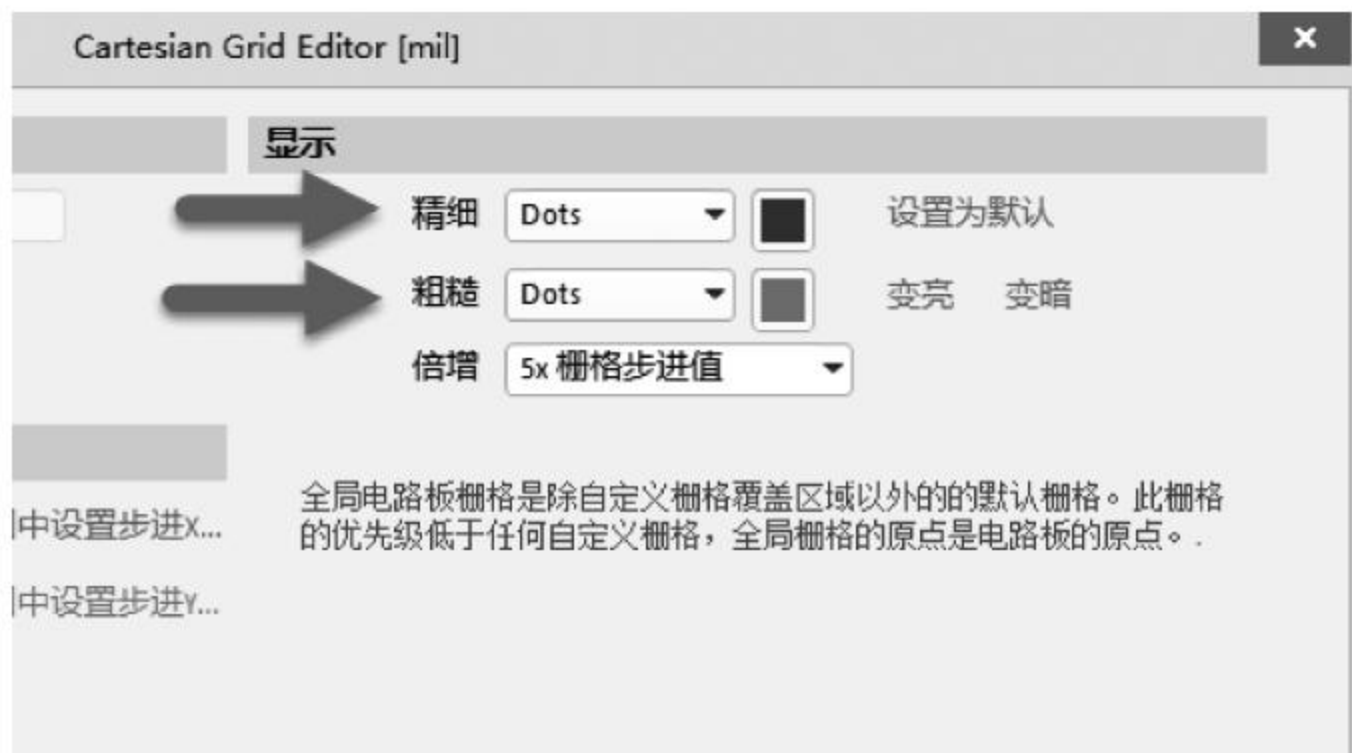 Cartesian Grid Editor [mil]
显示
精细 Dots 设置为默认
粗糙 Dots 变亮 变暗
倍增 5x 栅格步进值
全局电路板栅格是除自定义栅格覆盖区域以外的的默认栅格。此栅格
的优先级低于任何自定义栅格，全局栅格的原点是电路板的原点。.
中设置步进X...
中设置步进Y...